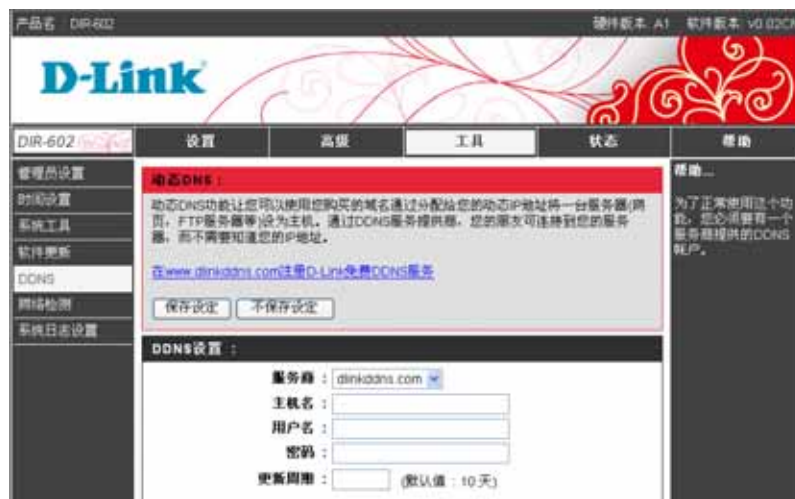 产品名 DIR-602 硬件版本 A1 软件版本 v0.02CN
D-Link
DIR-602 设置 高级 工具 状态 帮助
管理员设置
时间设置
系统工具
软件更新
DDNS
网络检测
系统日志设置
动态DNS :
动态DNS功能让您可以使用您购买的域名通过分配给您的动态IP地址将一台服务器(网
页, FTP服务器等)设为主机。通过DDNS服务提供商, 您的朋友可连接到您的服务
器, 而不需要知道您的IP地址。
在www.dlinkddns.com注册D-Link免费DDNS服务
保存设定 不保存设定
DDNS设置 :
服务商 : dlinkddns.com
主机名 :
用户名 :
密码 :
更新周期 : (默认值 : 10 天)
帮助...
为了正常使用这个功
能, 您必须要有一个
服务商提供的DDNS
帐户。